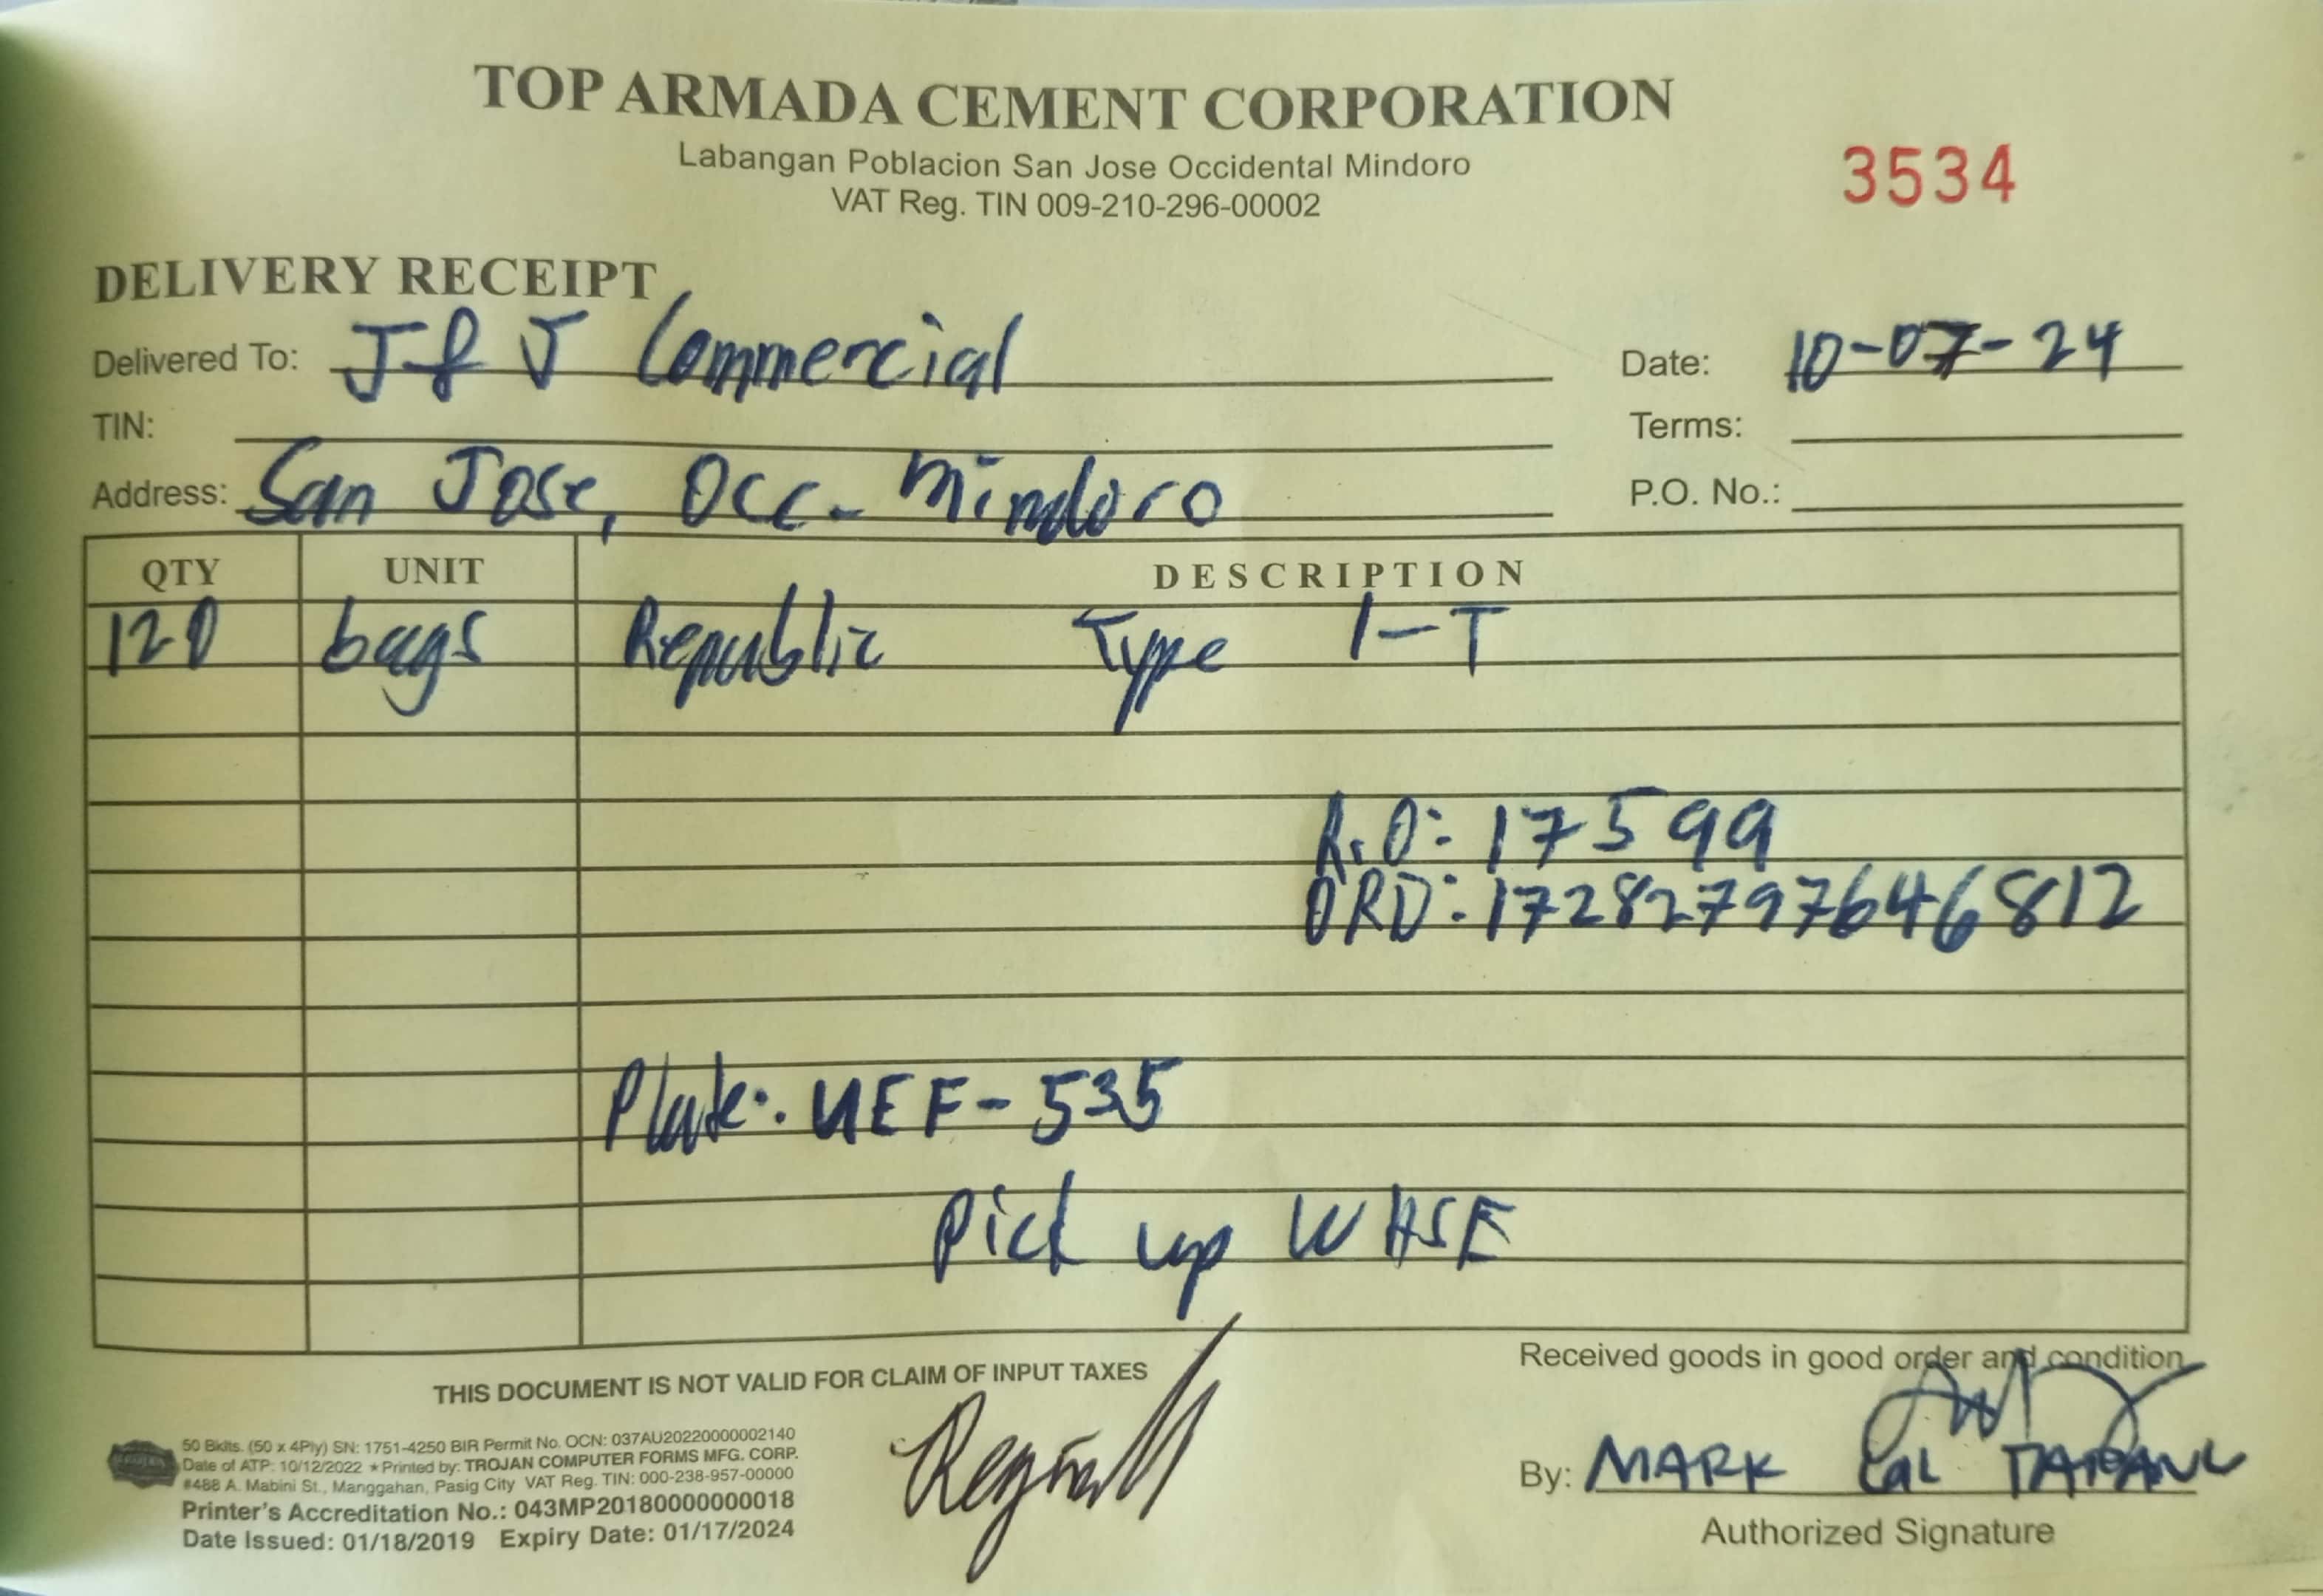 TOP ARMADA CEMENT CORPORATION
Labangan Poblacion San Jose Occidental Mindoro
VAT Reg. TIN 009-210-296-00002
3534
DELIVERY RECEIPT
Delivered To: J & J Commercial
Date: 10-07-24
TIN:
Terms:
Address: San Jose, Occ. Mindoro
P.O. No.:
QTY UNIT DESCRIPTION
120 bags Republic Type 1-T
R.O: 17599
ORD: 17282797646812
Plate: UEF-535
Pick up WHSE
THIS DOCUMENT IS NOT VALID FOR CLAIM OF INPUT TAXES
Received goods in good order and condition
50 Bklts. (50 x 4Ply) SN: 1751-4250 BIR Permit No. OCN: 037AU20220000002140
Date of ATP: 10/12/2022 ★ Printed by: TROJAN COMPUTER FORMS MFG. CORP.
#488 A. Mabini St., Manggahan, Pasig City VAT Reg. TIN: 000-238-957-00000
Printer's Accreditation No.: 043MP20180000000018
Date Issued: 01/18/2019 Expiry Date: 01/17/2024
By: MARK
Authorized Signature